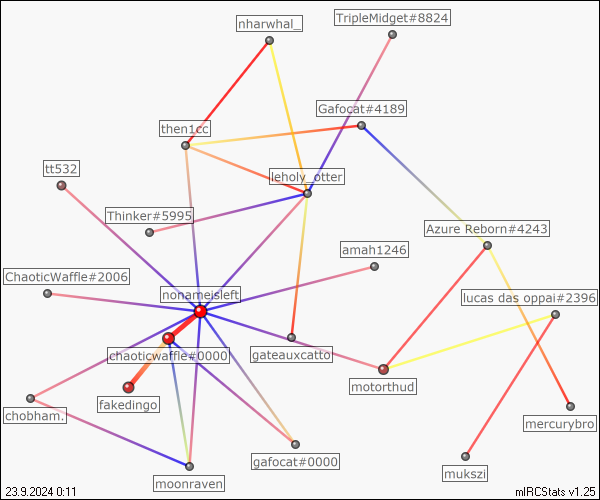 TripleMidget#8824
nharwhal_
Gafocat#4189
then1cc
tt532
leholy_otter
Thinker#5995
Azure Reborn#4243
amah1246
ChaoticWaffle#2006
nonameisleft
lucas das oppai#2396
chaoticwaffle#0000
gateauxcatto
motorthud
fakedingo
chobham.
mercurybro
gafocat#0000
mukszi
moonraven
23.9.2024 0:11
mIRCStats v1.25